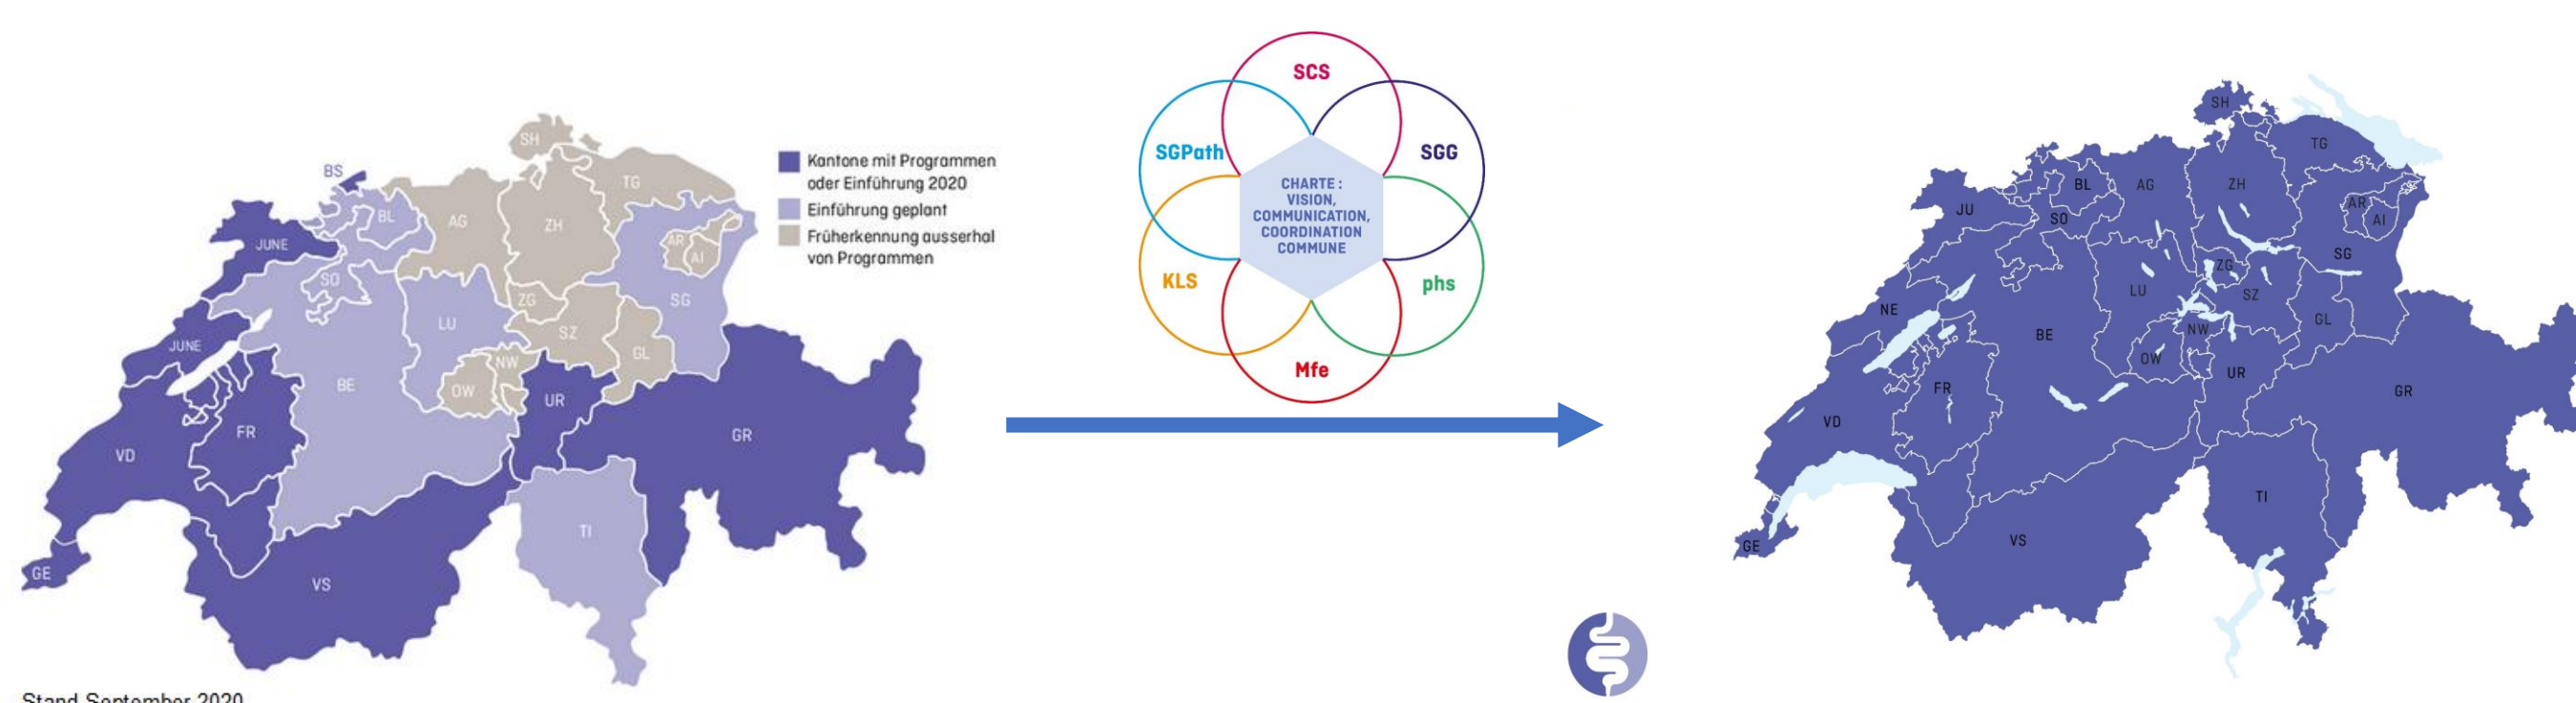 SH
BS
TG
BL
AG
ZH
JUNE
AR
AI
SO
ZG
SG
LU
SZ
JUNE
NW
GL
BE
OW
UR
FR
GR
VD
TI
GE
VS
Stand September 2020
Kantone mit Programmen
oder Einführung 2020
Einführung geplant
Früherkennung ausserhal
von Programmen
SCS
SGPath
SGG
CHARTE :
VISION,
COMMUNICATION,
COORDINATION
COMMUNE
KLS
phs
Mfe
SH
TG
BL
AG
ZH
JU
SO
AR
AI
SG
ZG
LU
SZ
NE
GL
NW
BE
OW
UR
FR
GR
VD
TI
VS
GE